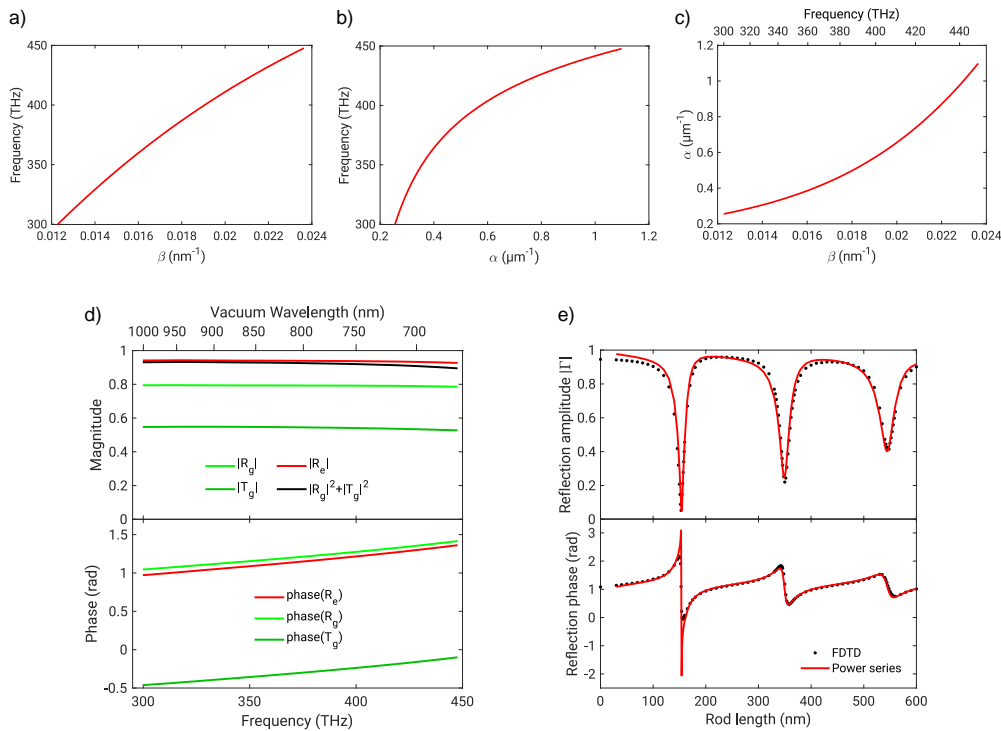 a)
450
400
350
300
Frequency (THz)
0.012 0.014 0.016 0.018 0.02 0.022 0.024
β (nm⁻¹)
b)
450
400
350
300
Frequency (THz)
0.2 0.4 0.6 0.8 1 1.2
α (μm⁻¹)
c)
Frequency (THz)
300 320 340 360 380 400 420 440
1.2
1
0.8
0.6
0.4
0.2
α (μm⁻¹)
0.012 0.014 0.016 0.018 0.02 0.022 0.024
β (nm⁻¹)
d)
Vacuum Wavelength (nm)
1000 950 900 850 800 750 700
1
0.8
0.6
0.4
0.2
0
Magnitude
|R_g| |R_e|
|T_g| |R_g|²+|T_g|²
1.5
1
0.5
0
-0.5
Phase (rad)
phase(R_e)
phase(R_g)
phase(T_g)
300 350 400 450
Frequency (THz)
e)
1
0.8
0.6
0.4
0.2
0
Reflection amplitude |Γ|
3
2
1
0
-1
-2
Reflection phase (rad)
FDTD
Power series
0 100 200 300 400 500 600
Rod length (nm)